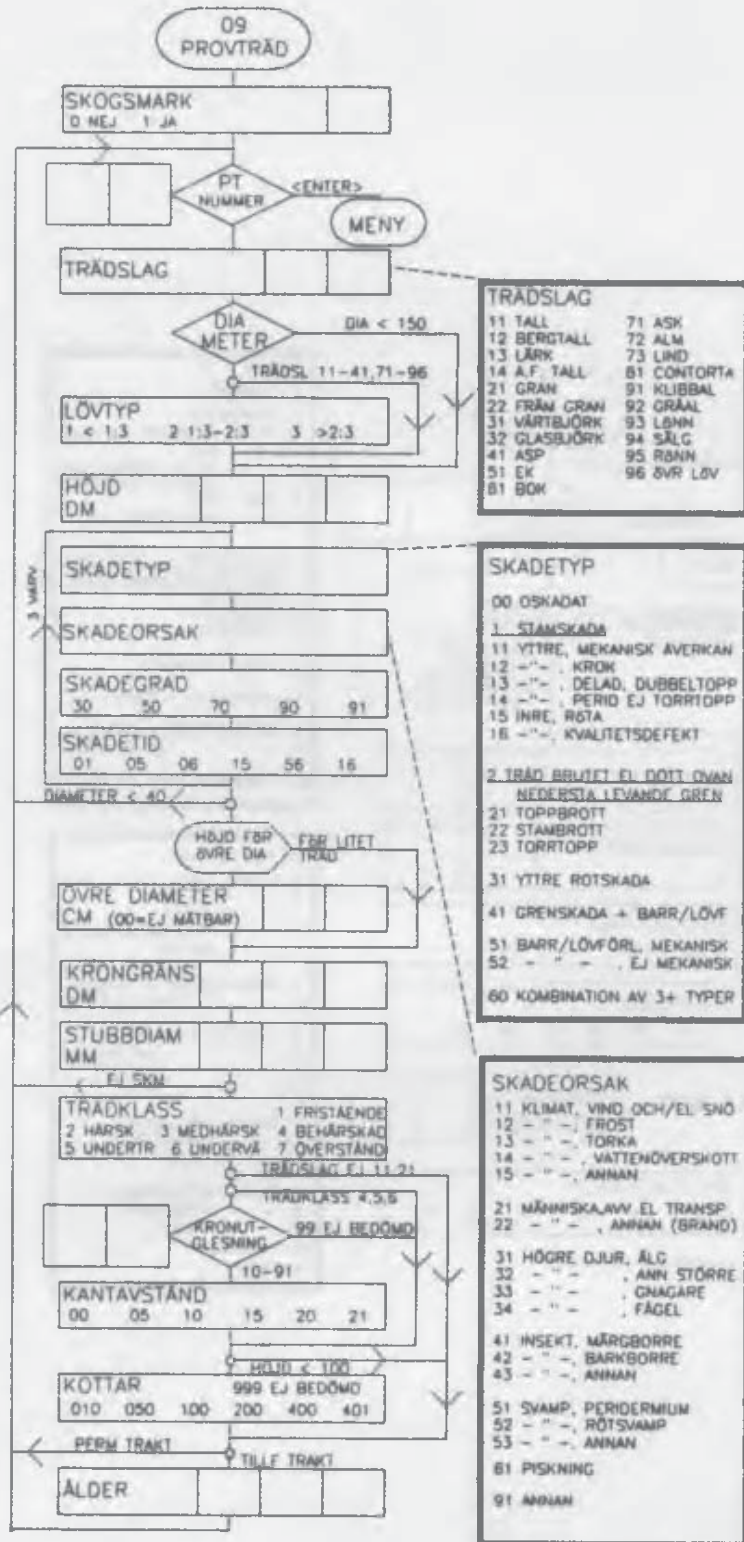 09
PROVTRÄD
SKOGSMARK
0 NEJ 1 JA
PT
NUMMER
<ENTER>
MENY
TRÄDSLAG
DIA
METER
DIA < 150
TRÄDSL 11-41,71-96
LÖVTYP
1 < 1:3 2 1:3-2:3 3 >2:3
HÖJD
DM
3 VARV
SKADETYP
SKADEORSAK
SKADEGRAD
30 50 70 90 91
SKADETID
01 05 06 15 56 16
DIAMETER < 40
HÖJD FÖR
ÖVRE DIA
FÖR LITET
TRÄD
ÖVRE DIAMETER
CM (00=EJ MÄTBAR)
KRONGRÄNS
DM
STUBBDIAM
MM
EJ SKM
TRÄDKLASS 1 FRISTÅENDE
2 HÄRSK 3 MEDHÄRSK 4 BEHÄRSKAD
5 UNDERTR 6 UNDERVÄ 7 ÖVERSTÅND
TRÄDSLAG EJ 11,21
TRÄDKLASS 4,5,6
KRONUT-
GLESNING
99 EJ BEDÖMD
10-91
KANTAVSTÅND
00 05 10 15 20 21
HÖJD < 100
KOTTAR 999 EJ BEDÖMD
010 050 100 200 400 401
PERM TRAKT
TILLF TRAKT
ÅLDER
TRÄDSLAG
11 TALL 71 ASK
12 BERGTALL 72 ALM
13 LÄRK 73 LIND
14 A.F. TALL 81 CONTORTA
21 GRAN 91 KLIBBAL
22 FRÄM GRAN 92 GRÅAL
31 VÅRTBJÖRK 93 LÖNN
32 GLASBJÖRK 94 SÄLG
41 ASP 95 RÖNN
51 EK 96 ÖVR LÖV
61 BOK
SKADETYP
00 OSKADAT
1 STAMSKADA
11 YTTRE, MEKANISK ÅVERKAN
12 -"- , KROK
13 -"- , DELAD, DUBBELTOPP
14 -"- , PERID EJ TORRTOPP
15 INRE, RÖTA
16 -"-, KVALITETSDEFEKT
2 TRÄD BRUTET EL DÖTT OVAN
NEDERSTA LEVANDE GREN
21 TOPPBROTT
22 STAMBROTT
23 TORRTOPP
31 YTTRE ROTSKADA
41 GRENSKADA + BARR/LÖVF
51 BARR/LÖVFÖRL, MEKANISK
52 - " - , EJ MEKANISK
60 KOMBINATION AV 3+ TYPER
SKADEORSAK
11 KLIMAT, VIND OCH/EL SNÖ
12 - " -, FROST
13 - " -, TORKA
14 - " -, VATTENÖVERSKOTT
15 - " -, ANNAN
21 MÄNNISKA,AVV EL TRANSP
22 - " - , ANNAN (BRAND)
31 HÖGRE DJUR, ÄLG
32 - " - , ANN STÖRRE
33 - " - , GNAGARE
34 - " - , FÅGEL
41 INSEKT, MÄRGBORRE
42 - " -, BARKBORRE
43 - " -, ANNAN
51 SVAMP, PERIDERMIUM
52 - " -, RÖTSVAMP
53 - " -, ANNAN
61 PISKNING
91 ANNAN